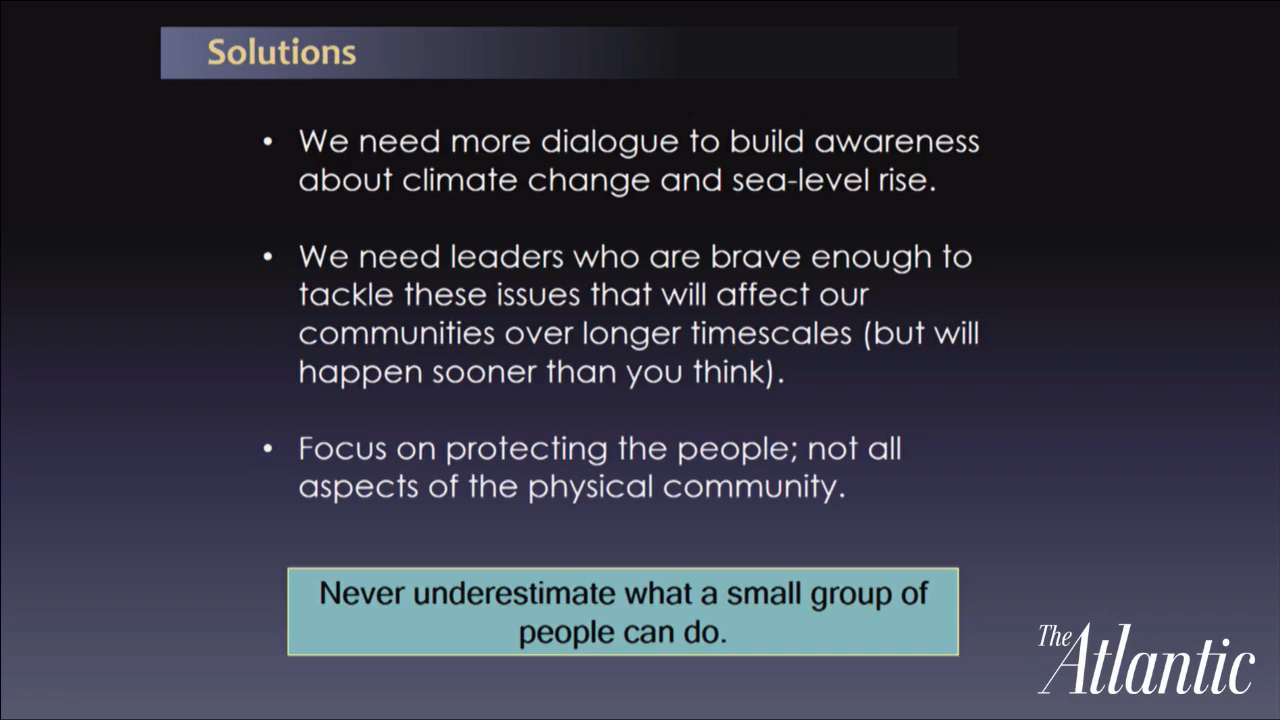 Solutions
• We need more dialogue to build awareness
about climate change and sea-level rise.
• We need leaders who are brave enough to
tackle these issues that will affect our
communities over longer timescales (but will
happen sooner than you think).
• Focus on protecting the people; not all
aspects of the physical community.
Never underestimate what a small group of
people can do.
The
Atlantic